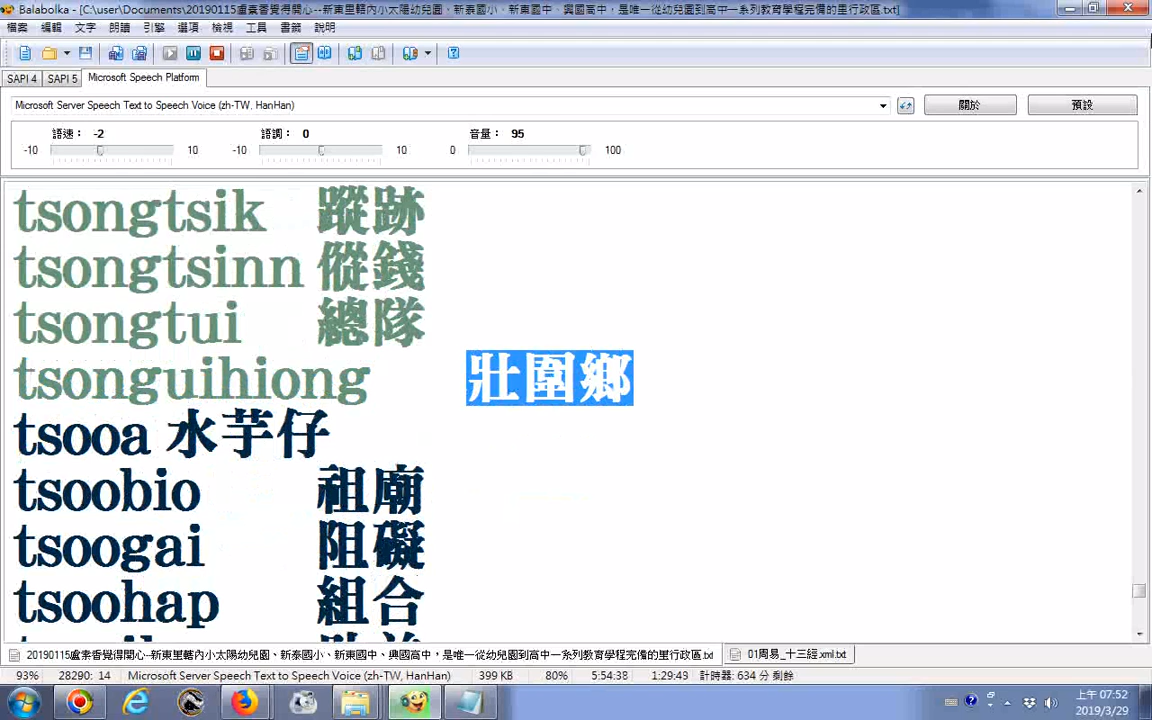 Balabolka - [C:\user\Documents\20190115盧素香覺得開心--新東里轄內小太陽幼兒園、新泰國小、新東國中、興國高中，是唯一從幼兒園到高中一系列教育學程完備的里行政區.txt]
檔案 編輯 文字 朗讀 引擎 選項 檢視 工具 書籤 說明
SAPI 4 SAPI 5 Microsoft Speech Platform
Microsoft Server Speech Text to Speech Voice (zh-TW, HanHan) 關於 預設
語速： -2 語調： 0 音量： 95
-10 10 -10 10 0 100
tsongtsik 蹤跡
tsongtsinn 傱錢
tsongtui 總隊
tsonguihiong 壯圍鄉
tsooa 水芋仔
tsoobio 祖廟
tsoogai 阻礙
tsoohap 組合
20190115盧素香覺得開心--新東里轄內小太陽幼兒園、新泰國小、新東國中、興國高中，是唯一從幼兒園到高中一系列教育學程完備的里行政區.txt 01周易_十三經.txt
93% 28290: 14 Microsoft Server Speech Text to Speech Voice (zh-TW, HanHan) 399 KB 80% 5:54:38 1:29:49 計時器: 634 分 剩餘
上午 07:52
2019/3/29